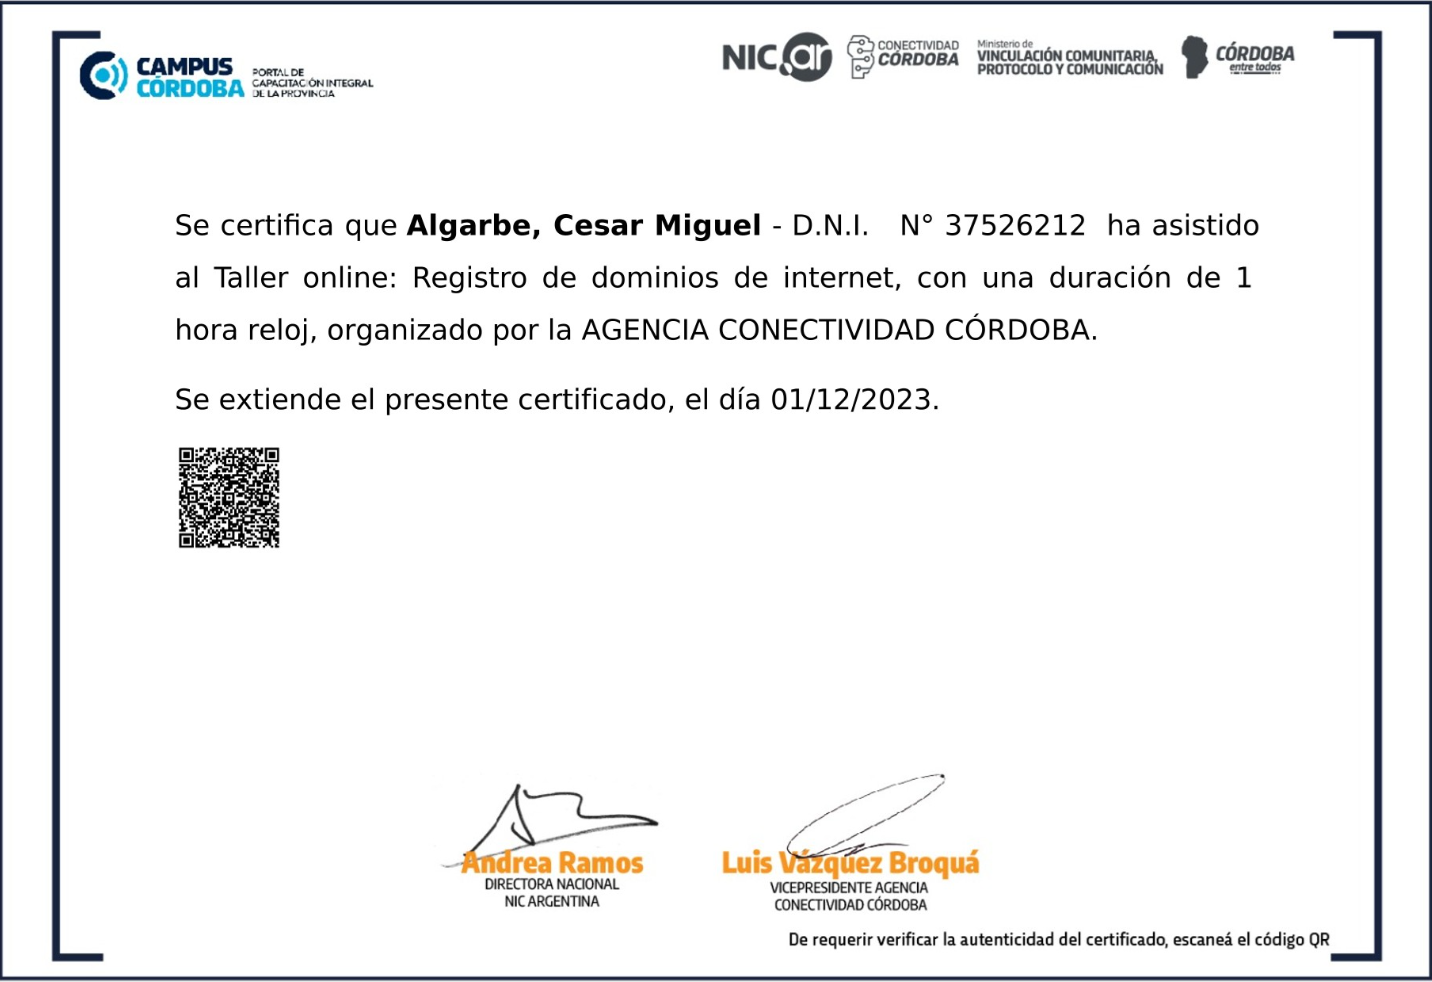 CAMPUS
CÓRDOBA
PORTAL DE
CAPACITACIÓN INTEGRAL
DE LA PROVINCIA
NIC.ar
CONECTIVIDAD
CÓRDOBA
Ministerio de
VINCULACIÓN COMUNITARIA,
PROTOCOLO Y COMUNICACIÓN
CÓRDOBA
entre todos
Se certifica que Algarbe, Cesar Miguel - D.N.I. N° 37526212 ha asistido
al Taller online: Registro de dominios de internet, con una duración de 1
hora reloj, organizado por la AGENCIA CONECTIVIDAD CÓRDOBA.
Se extiende el presente certificado, el día 01/12/2023.
Andrea Ramos
DIRECTORA NACIONAL
NIC ARGENTINA
Luis Vázquez Broquá
VICEPRESIDENTE AGENCIA
CONECTIVIDAD CÓRDOBA
De requerir verificar la autenticidad del certificado, escaneá el código QR